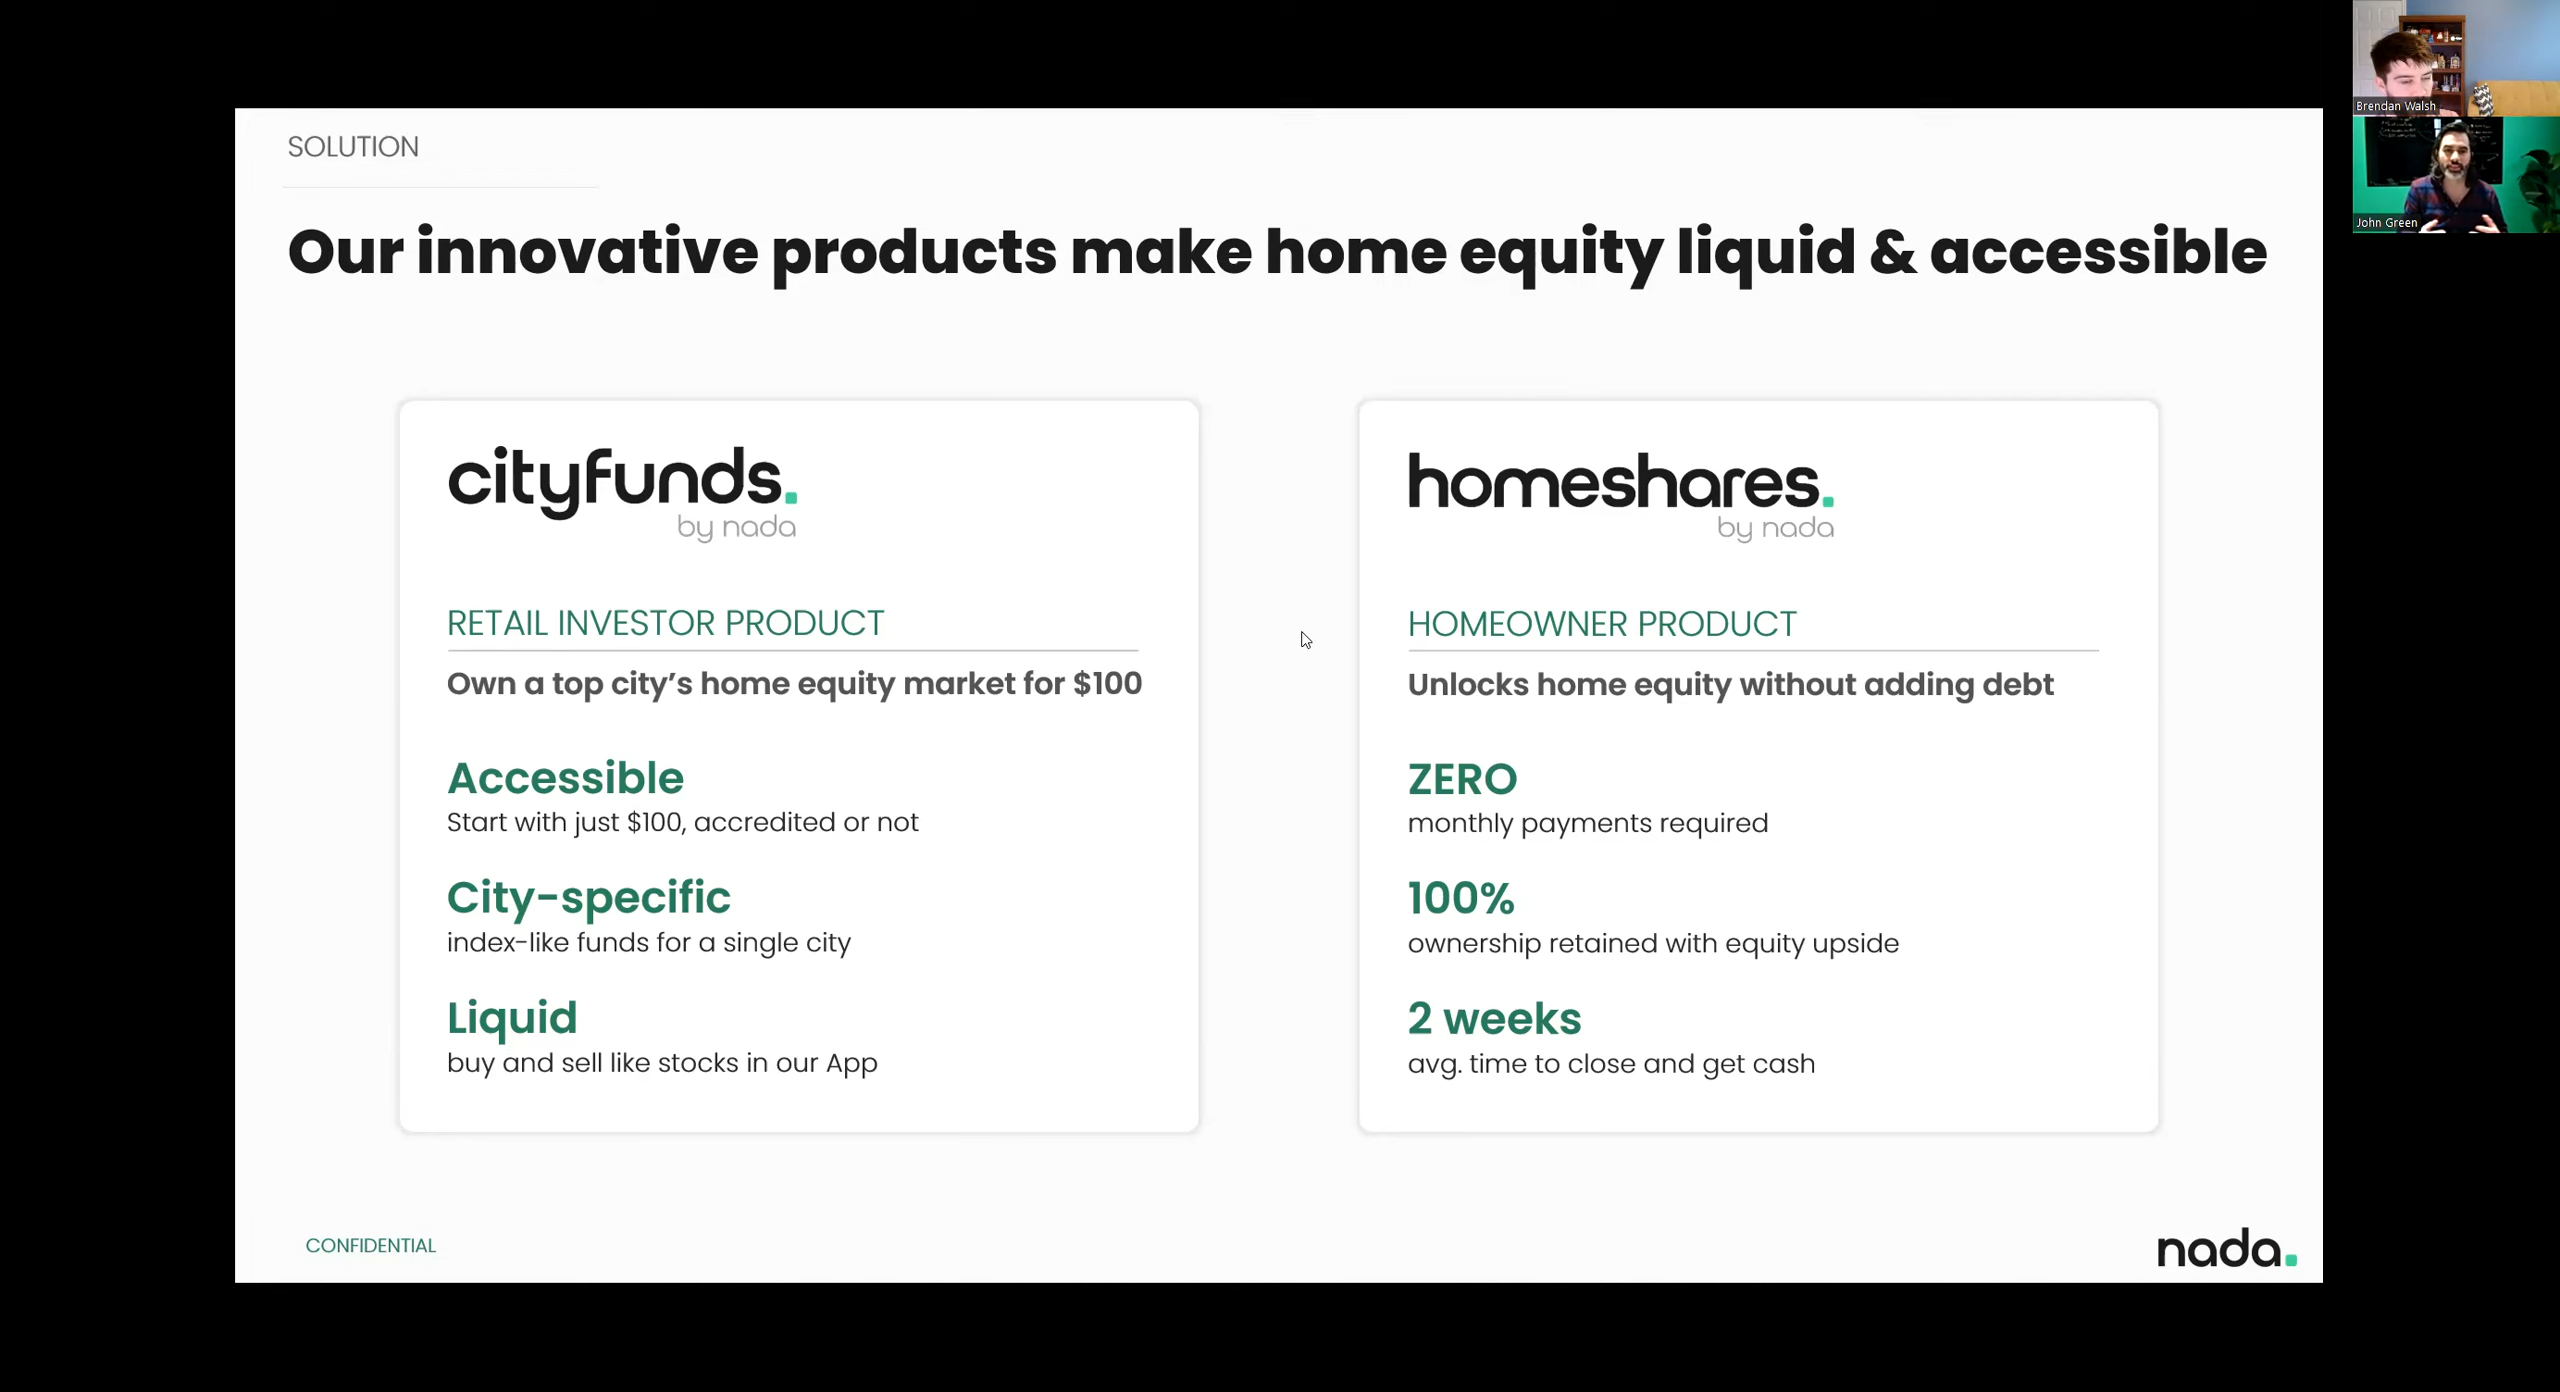 SOLUTION
Our innovative products make home equity liquid & accessible
cityfunds.
by nada
RETAIL INVESTOR PRODUCT
Own a top city's home equity market for $100
Accessible
Start with just $100, accredited or not
City-specific
index-like funds for a single city
Liquid
buy and sell like stocks in our App
homeshares.
by nada
HOMEOWNER PRODUCT
Unlocks home equity without adding debt
ZERO
monthly payments required
100%
ownership retained with equity upside
2 weeks
avg. time to close and get cash
CONFIDENTIAL
nada.
Brendan Walsh
John Green